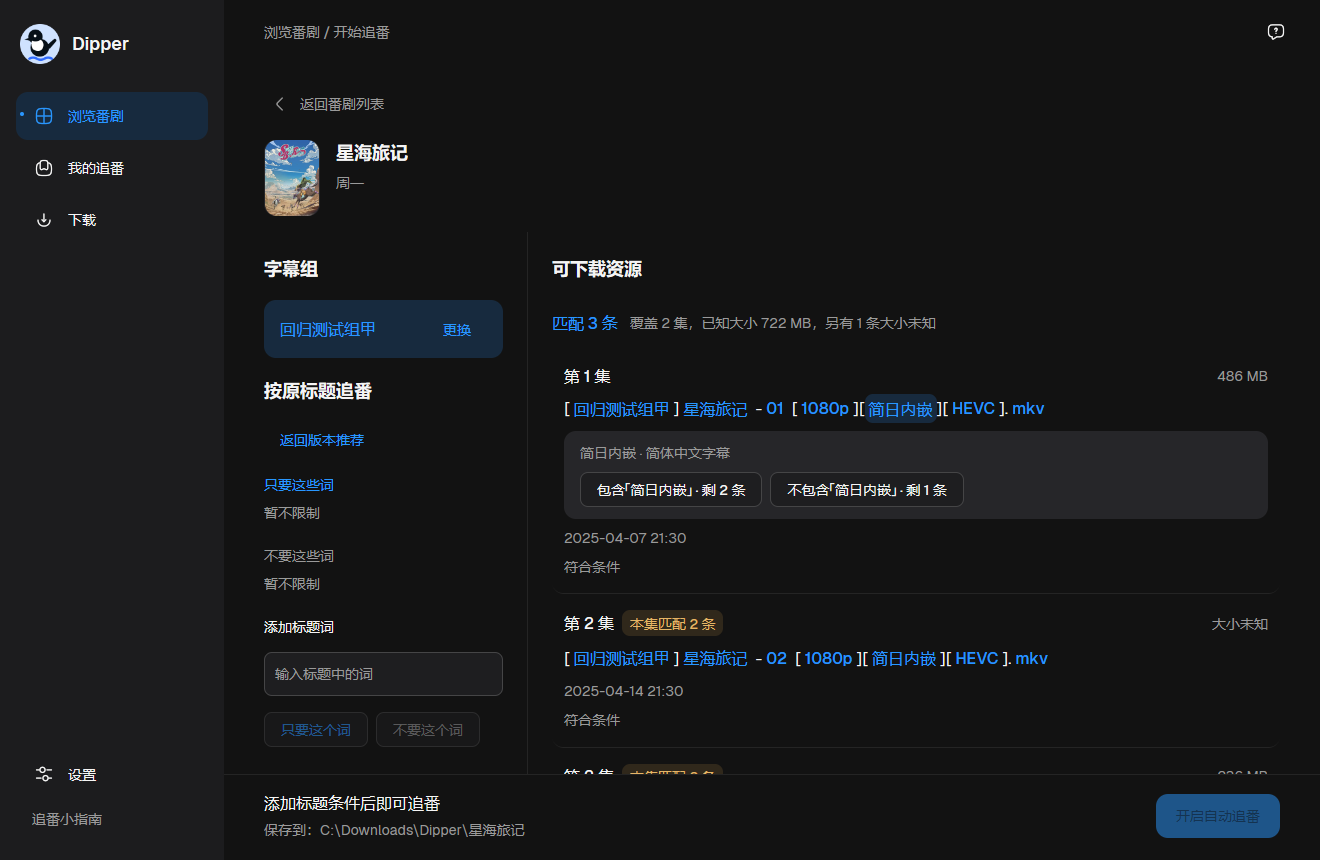 Dipper
浏览番剧
我的追番
下载
设置
追番小指南
浏览番剧 / 开始追番
返回番剧列表
星海旅记
周一
字幕组
回归测试组甲 更换
按原标题追番
返回版本推荐
只要这些词
暂不限制
不要这些词
暂不限制
添加标题词
输入标题中的词
只要这个词 不要这个词
可下载资源
匹配 3 条 覆盖 2 集，已知大小 722 MB，另有 1 条大小未知
第 1 集 486 MB
[ 回归测试组甲 ] 星海旅记 - 01 [ 1080p ][ 简日内嵌 ][ HEVC ]. mkv
简日内嵌 · 简体中文字幕
包含「简日内嵌」· 剩 2 条 不包含「简日内嵌」· 剩 1 条
2025-04-07 21:30
符合条件
第 2 集 本集匹配 2 条 大小未知
[ 回归测试组甲 ] 星海旅记 - 02 [ 1080p ][ 简日内嵌 ][ HEVC ]. mkv
2025-04-14 21:30
符合条件
第 2 集 本集匹配 2 条 236 MB
添加标题条件后即可追番
保存到：C:\Downloads\Dipper\星海旅记
开启自动追番